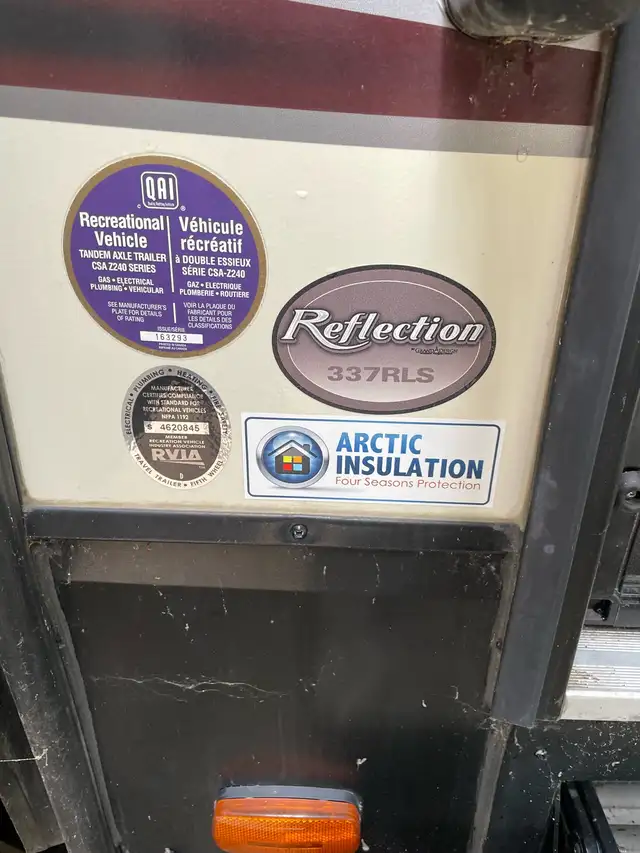 QAI
Recreational
Vehicle
TANDEM AXLE TRAILER
CSA Z240 SERIES
GAS • ELECTRICAL
PLUMBING • VEHICULAR
SEE MANUFACTURER'S
PLATE FOR DETAILS
OF RATING
Véhicule
récréatif
à DOUBLE ESSIEUX
SÉRIE CSA-Z240
GAZ • ELECTRIQUE
PLOMBERIE • ROUTIERE
VOIR LA PLAQUE DU
FABRICANT POUR
LES DETAILS DES
CLASSIFICATIONS
ISSUE/SÉRIE
163293
Reflection
337RLS
ELECTRICAL • PLUMBING • HEATING •
MANUFACTURER
CERTIFIES COMPLIANCE
WITH STANDARD FOR
RECREATIONAL VEHICLES
NFPA 1192
4620845
MEMBER
RECREATION VEHICLE
INDUSTRY ASSOCIATION
RVIA
TRAVEL TRAILER • FIFTH WHEEL
ARCTIC
INSULATION
Four Seasons Protection